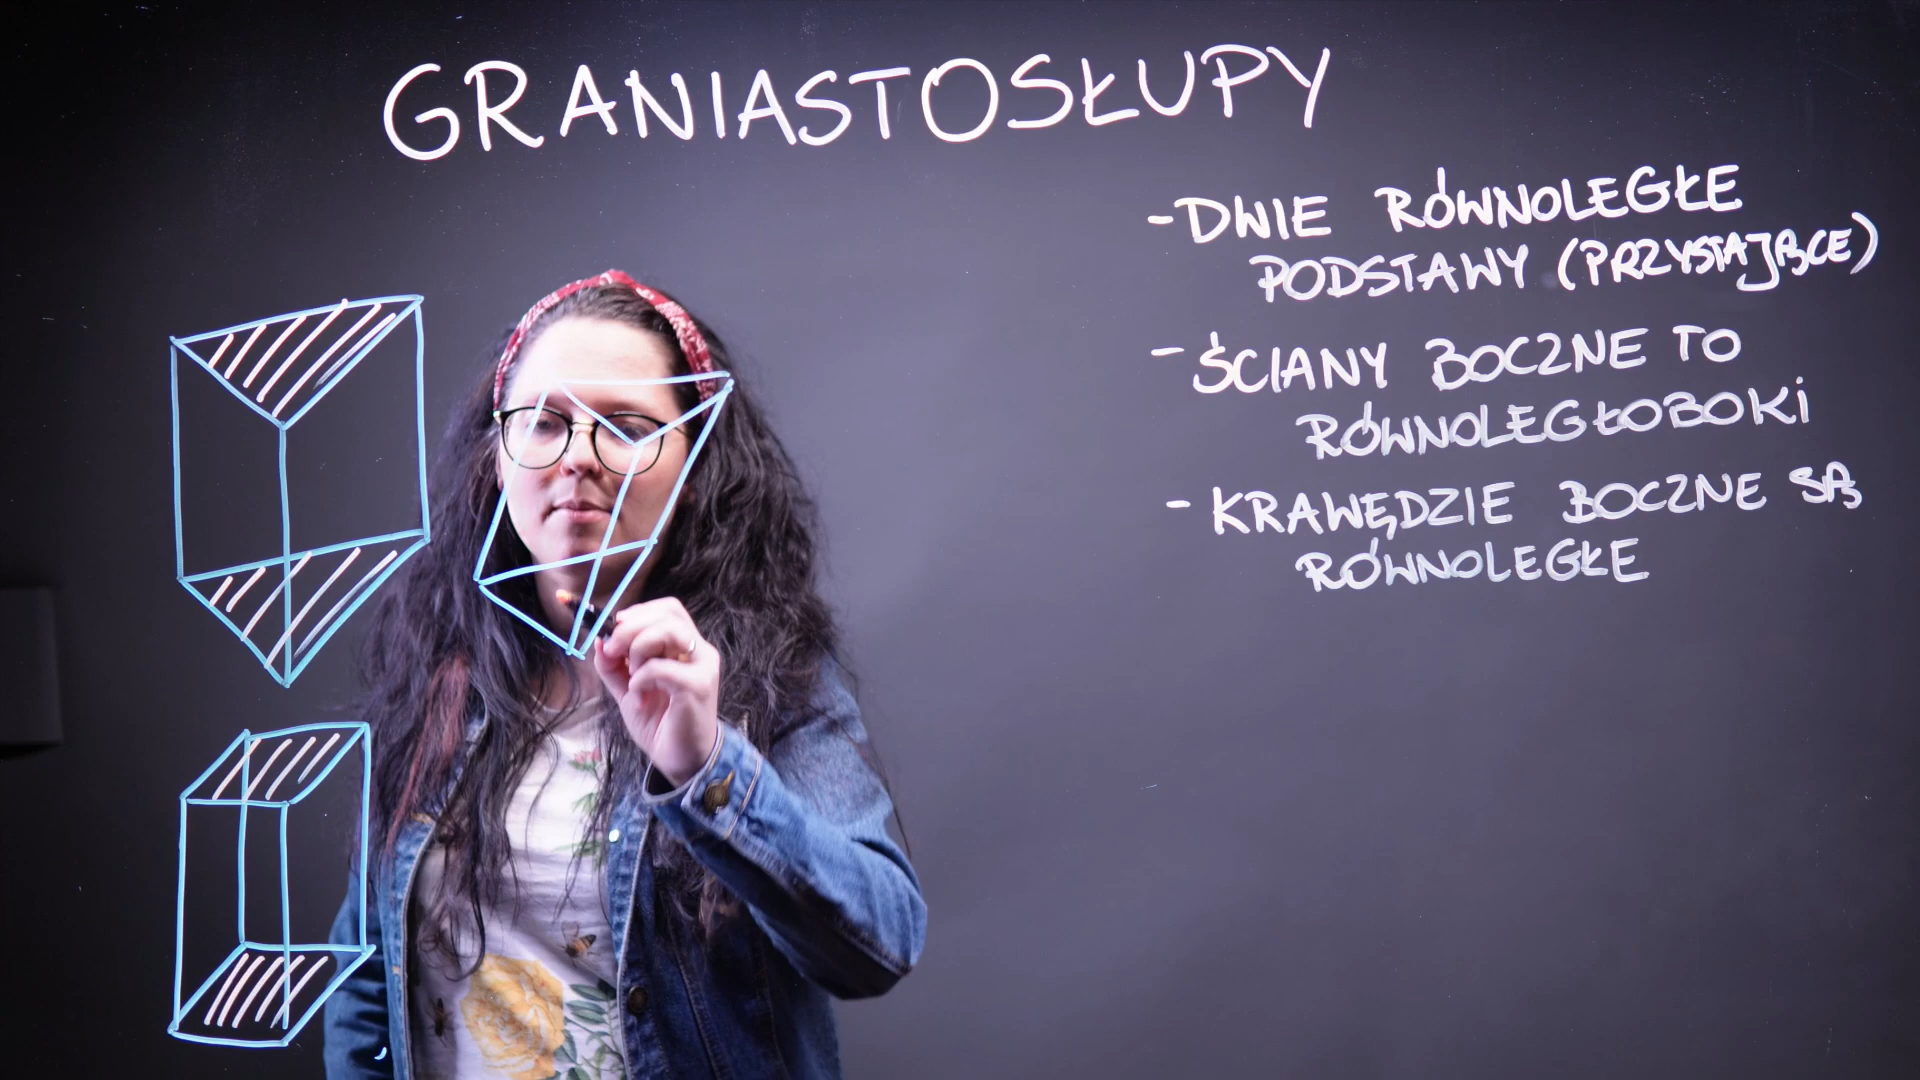 GRANIASTOSŁUPY
- DWIE RÓWNOLEGŁE
PODSTAWY (PRZYSTAJĄCE)
- ŚCIANY BOCZNE TO
RÓWNOLEGŁOBOKI
- KRAWĘDZIE BOCZNE SĄ
RÓWNOLEGŁE